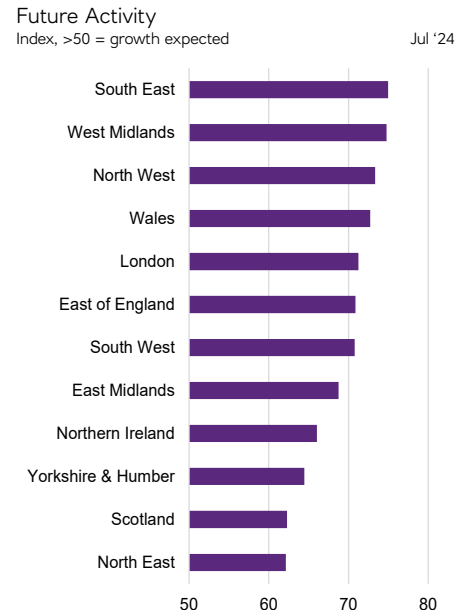 Future Activity
Index, >50 = growth expected Jul ‘24
South East
West Midlands
North West
Wales
London
East of England
South West
East Midlands
Northern Ireland
Yorkshire & Humber
Scotland
North East
50 60 70 80